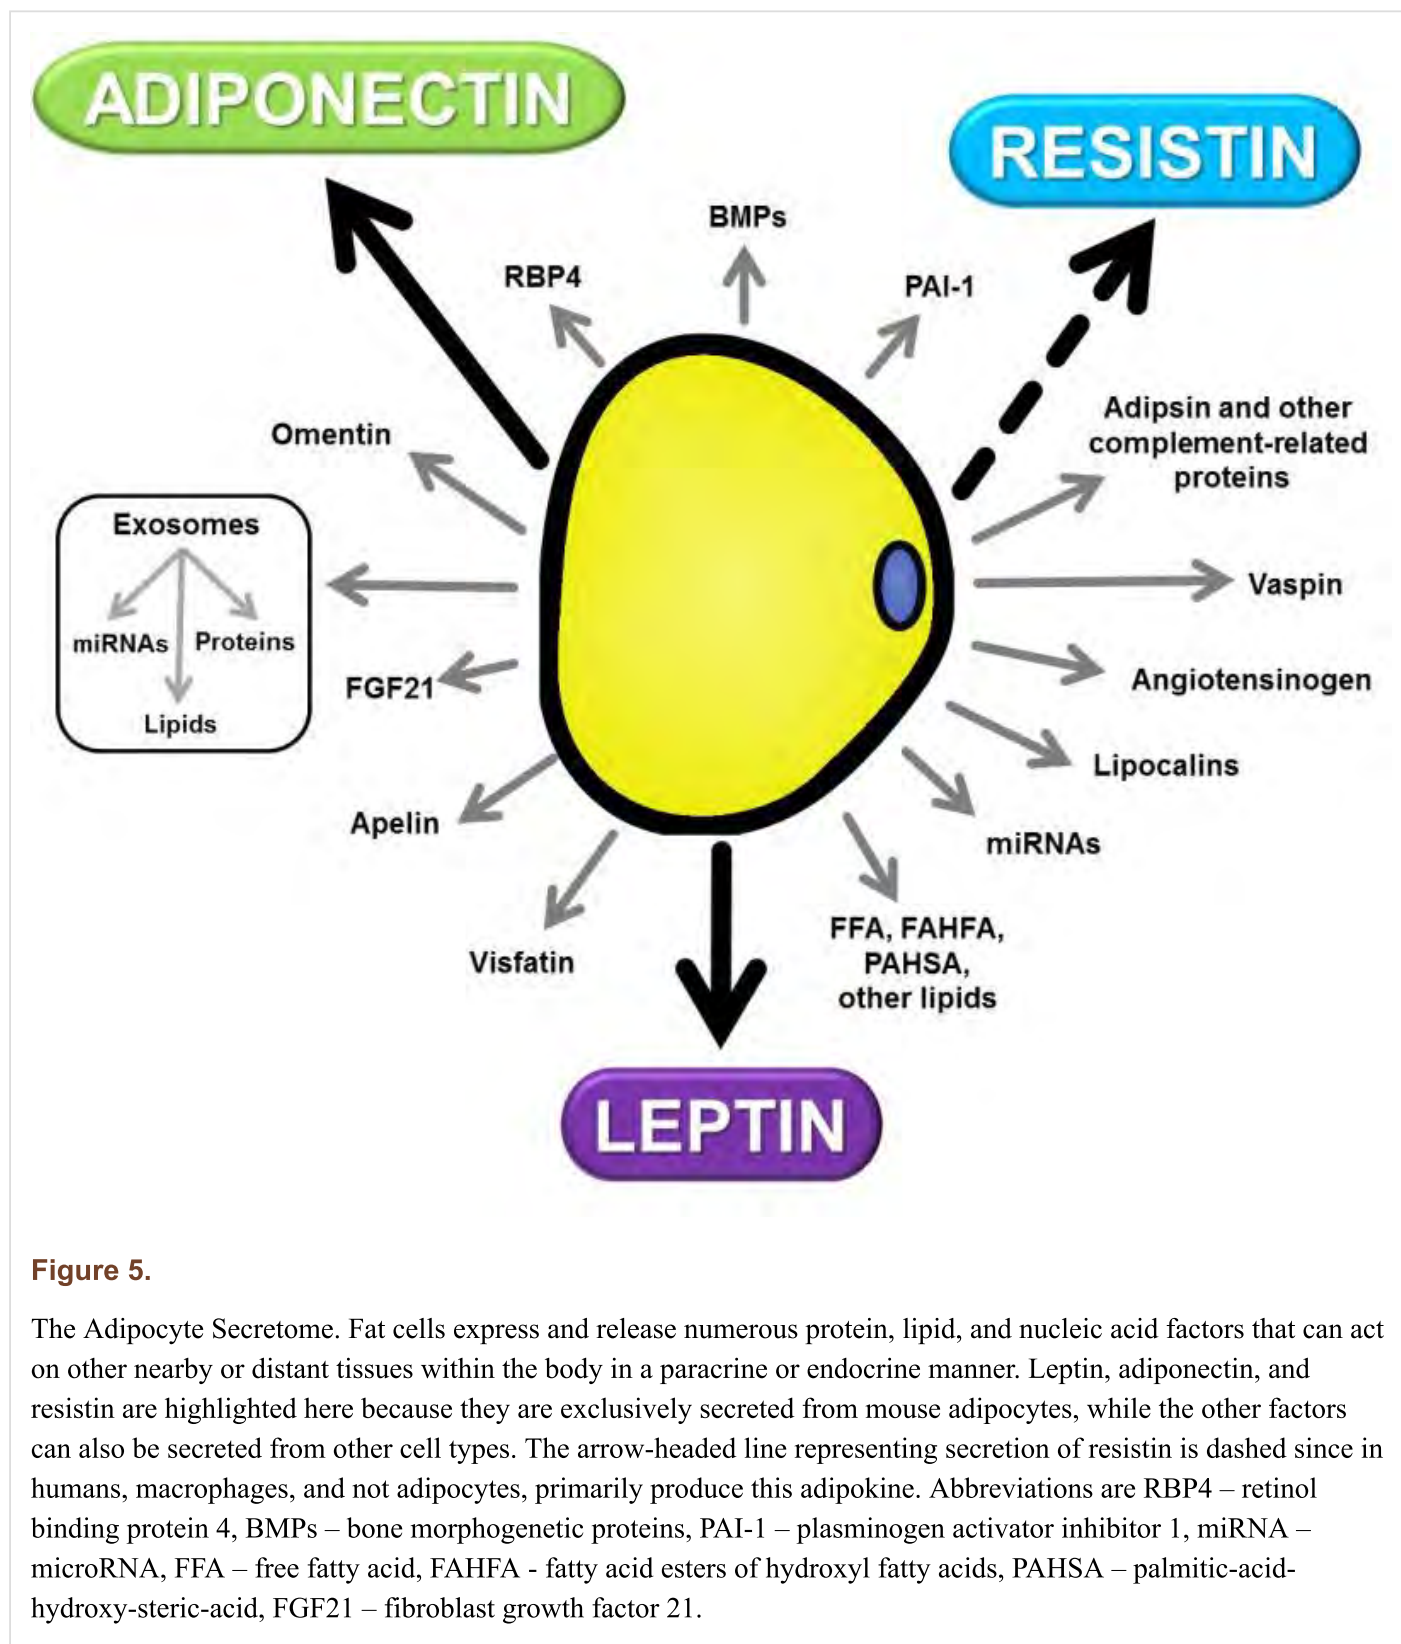 ADIPONECTIN
RESISTIN
BMPs
RBP4
PAI-1
Adipsin and other
complement-related
proteins
Omentin
Exosomes
miRNAs
Proteins
Lipids
Vaspin
FGF21
Angiotensinogen
Lipocalins
Apelin
miRNAs
Visfatin
FFA, FAHFA,
PAHSA,
other lipids
LEPTIN
Figure 5.
The Adipocyte Secretome. Fat cells express and release numerous protein, lipid, and nucleic acid factors that can act
on other nearby or distant tissues within the body in a paracrine or endocrine manner. Leptin, adiponectin, and
resistin are highlighted here because they are exclusively secreted from mouse adipocytes, while the other factors
can also be secreted from other cell types. The arrow-headed line representing secretion of resistin is dashed since in
humans, macrophages, and not adipocytes, primarily produce this adipokine. Abbreviations are RBP4 – retinol
binding protein 4, BMPs – bone morphogenetic proteins, PAI-1 – plasminogen activator inhibitor 1, miRNA –
microRNA, FFA – free fatty acid, FAHFA - fatty acid esters of hydroxyl fatty acids, PAHSA – palmitic-acid-
hydroxy-steric-acid, FGF21 – fibroblast growth factor 21.